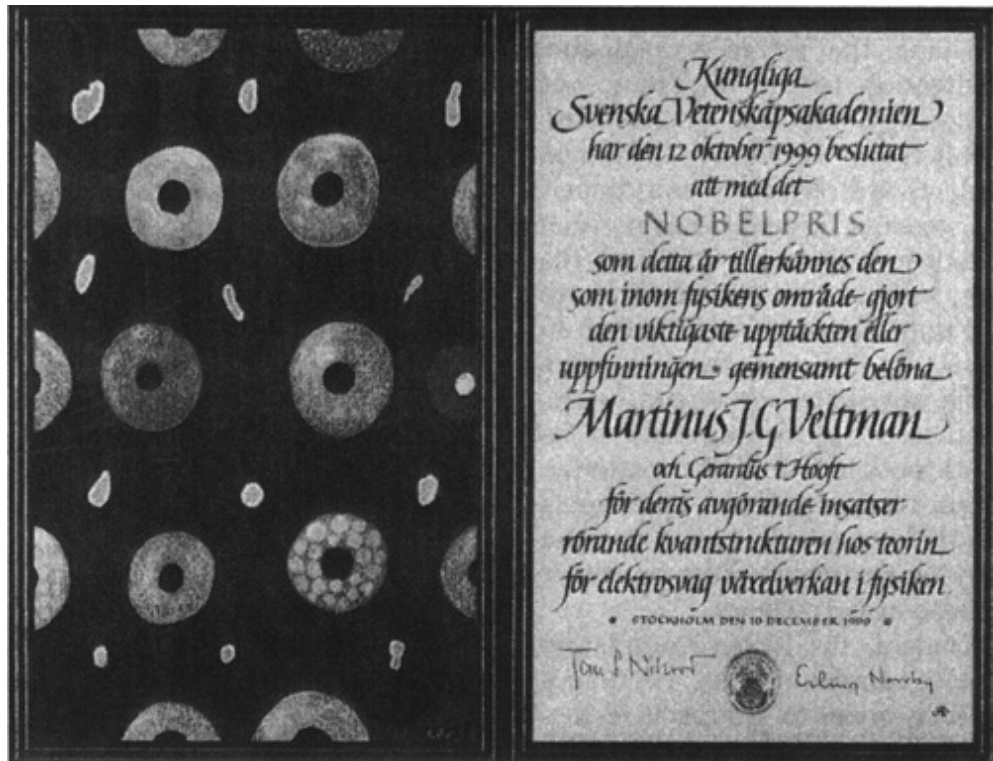 Kungliga
Svenska Vetenskapsakademien
har den 12 oktober 1999 beslutat
att med det
NOBELPRIS
som detta år tillerkännes den
som inom fysikens område gjort
den viktigaste upptäckten eller
uppfinningen gemensamt belöna
Martinus J.G. Veltman
och Gerardus 't Hooft
för deras avgörande insatser
rörande kvantstrukturen hos teorin
för elektrosvag växelverkan i fysiken
STOCKHOLM DEN 10 DECEMBER 1999
Erling Norrby